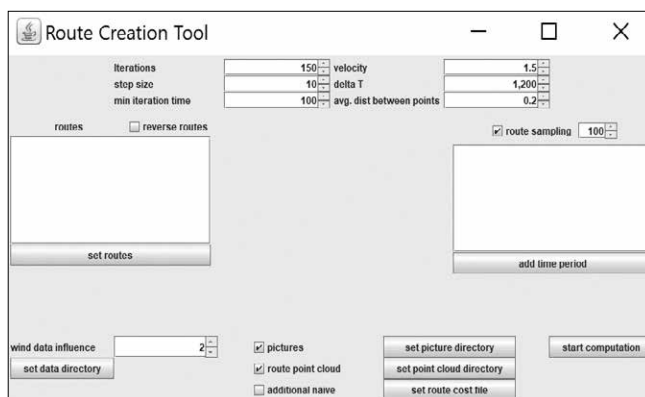 Route Creation Tool
Iterations 150 velocity 1.5
step size 10 delta T 1,200
min iteration time 100 avg. dist between points 0.2
routes reverse routes
route sampling 100
set routes
add time period
wind data influence 2 pictures set picture directory start computation
set data directory route point cloud set point cloud directory
additional naive set route cost file